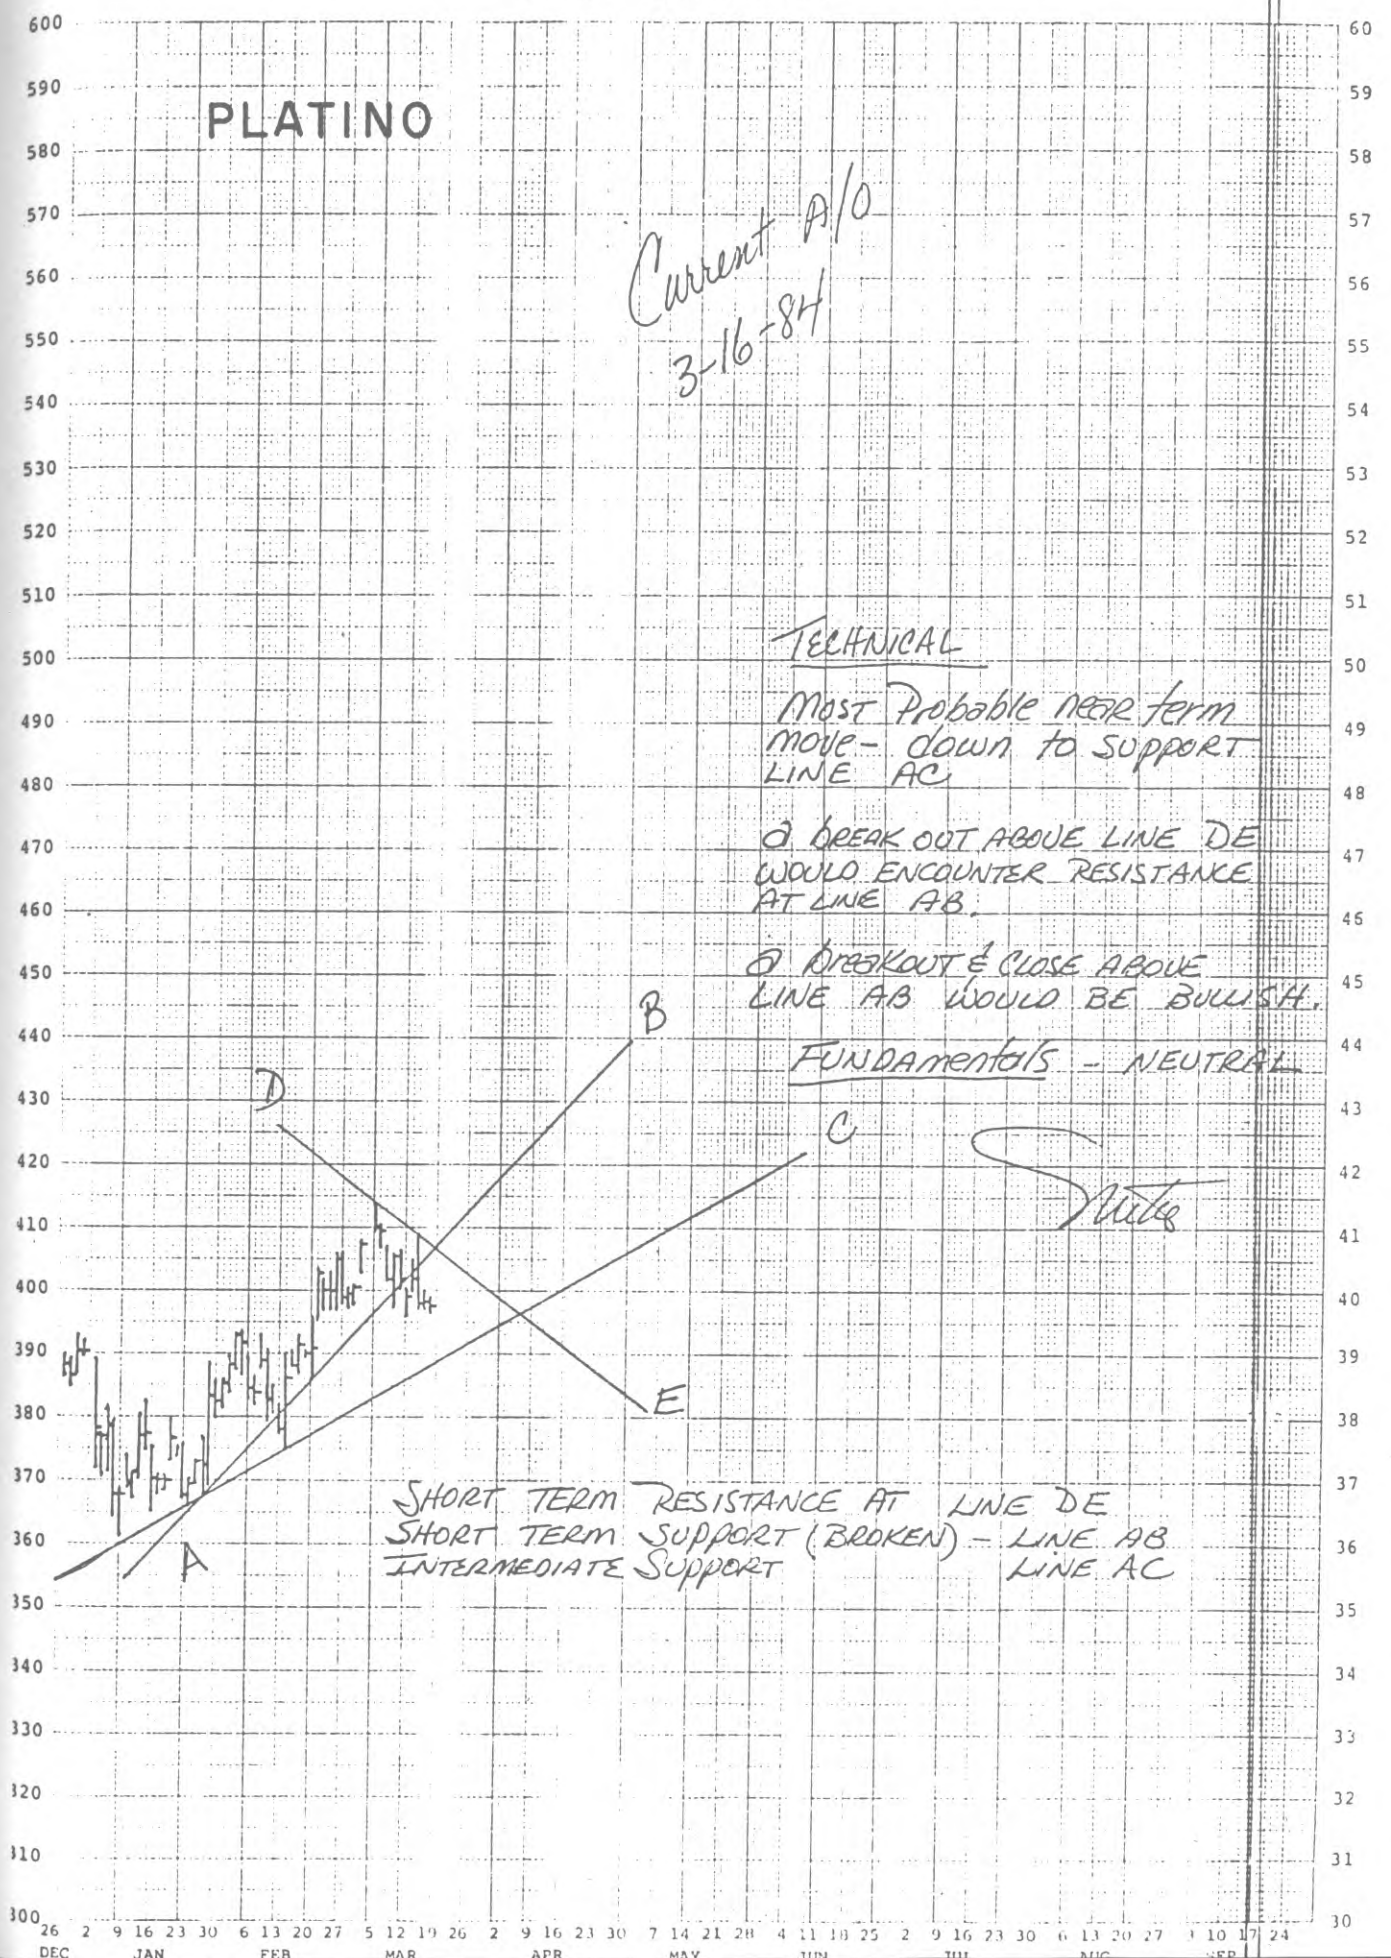 PLATINO
Current A/O
3-16-84
TECHNICAL
MOST Probable near term
move - down to SUPPORT
LINE AC
a BREAK OUT ABOVE LINE DE
WOULD ENCOUNTER RESISTANCE
AT LINE AB.
a breakout & CLOSE ABOVE
LINE AB WOULD BE BULLISH.
FUNDAMentals - NEUTRAL
B
D
C
E
A
SHORT TERM RESISTANCE AT LINE DE
SHORT TERM SUPPORT (BROKEN) - LINE AB
INTERMEDIATE SUPPORT LINE AC
600 60
590 59
580 58
570 57
560 56
550 55
540 54
530 53
520 52
510 51
500 50
490 49
480 48
470 47
460 46
450 45
440 44
430 43
420 42
410 41
400 40
390 39
380 38
370 37
360 36
350 35
340 34
330 33
320 32
310 31
300 30
26 2 9 16 23 30 6 13 20 27 5 12 19 26 2 9 16 23 30 7 14 21 28 4 11 18 25 2 9 16 23 30 6 13 20 27 3 10 17 24
DEC JAN FEB MAR APR MAY JUN JUL AUG SEP